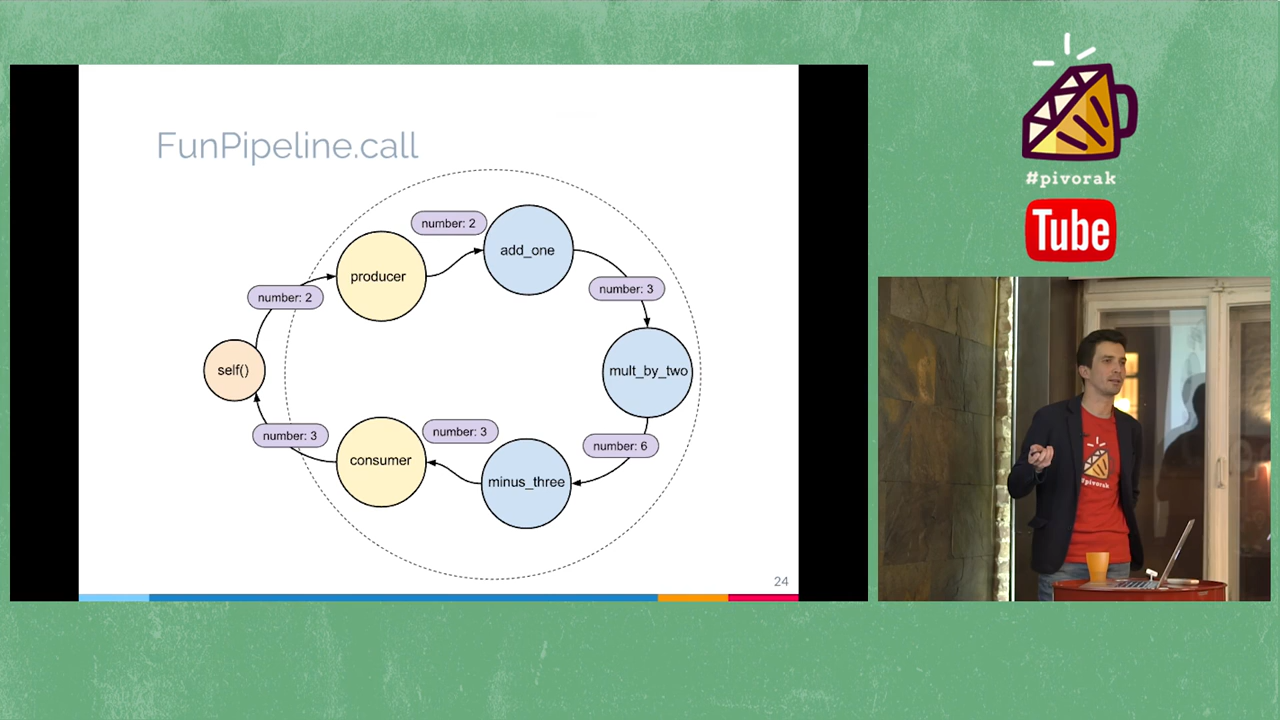 FunPipeline.call
number: 2
add_one
producer
number: 3
number: 2
self()
mult_by_two
number: 3
consumer
number: 3
number: 6
minus_three
24
#pivorak
Tube
#pivorak